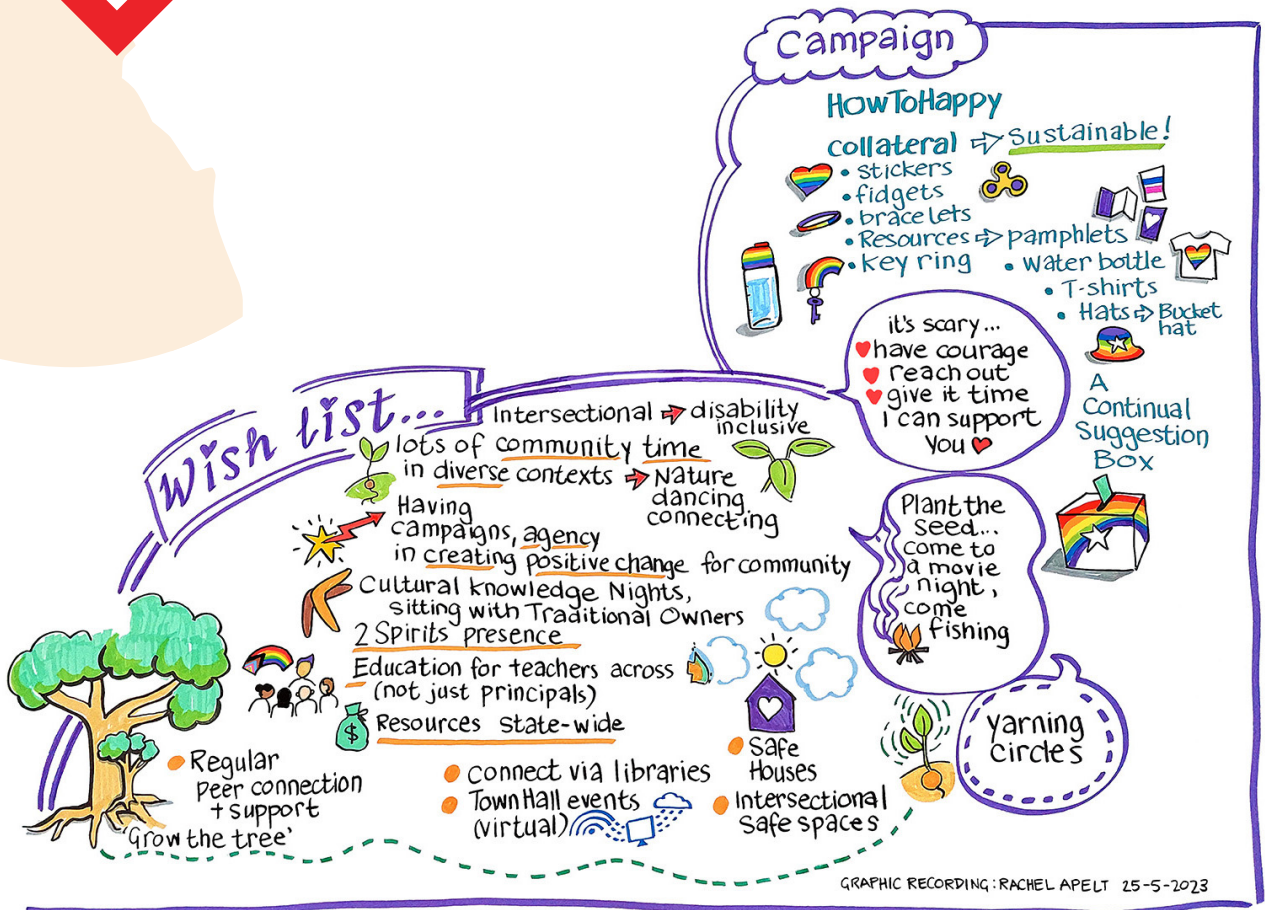 Campaign
HowToHappy
collateral ⇨ Sustainable!
• stickers
• fidgets
• bracelets
• Resources ⇨ pamphlets
• key ring
• water bottle
• T-shirts
• Hats ⇨ Bucket
hat
it's scary...
have courage
reach out
give it time
I can support
you
A
Continual
Suggestion
Box
Plant the
seed...
come to
a movie
night,
come
fishing
Yarning
circles
Wish list...
Intersectional → disability
inclusive
lots of community time
in diverse contexts → Nature
dancing
connecting
Having
campaigns, agency
in creating positive change for community
Cultural knowledge Nights,
sitting with Traditional Owners
2 Spirits presence
Education for teachers across
(not just principals)
$
Resources state-wide
• Regular
peer connection
+ support
'Grow the tree'
• Connect via libraries
• Town Hall events
(virtual)
• Safe
Houses
• Intersectional
Safe spaces
GRAPHIC RECORDING: RACHEL APELT 25-5-2023